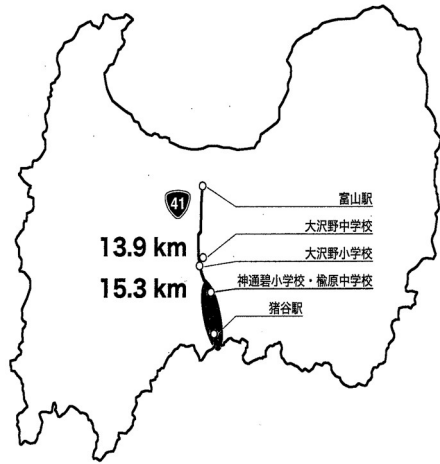 富山駅
41
大沢野中学校
13.9 km
大沢野小学校
15.3 km
神通碧小学校・楡原中学校
猪谷駅